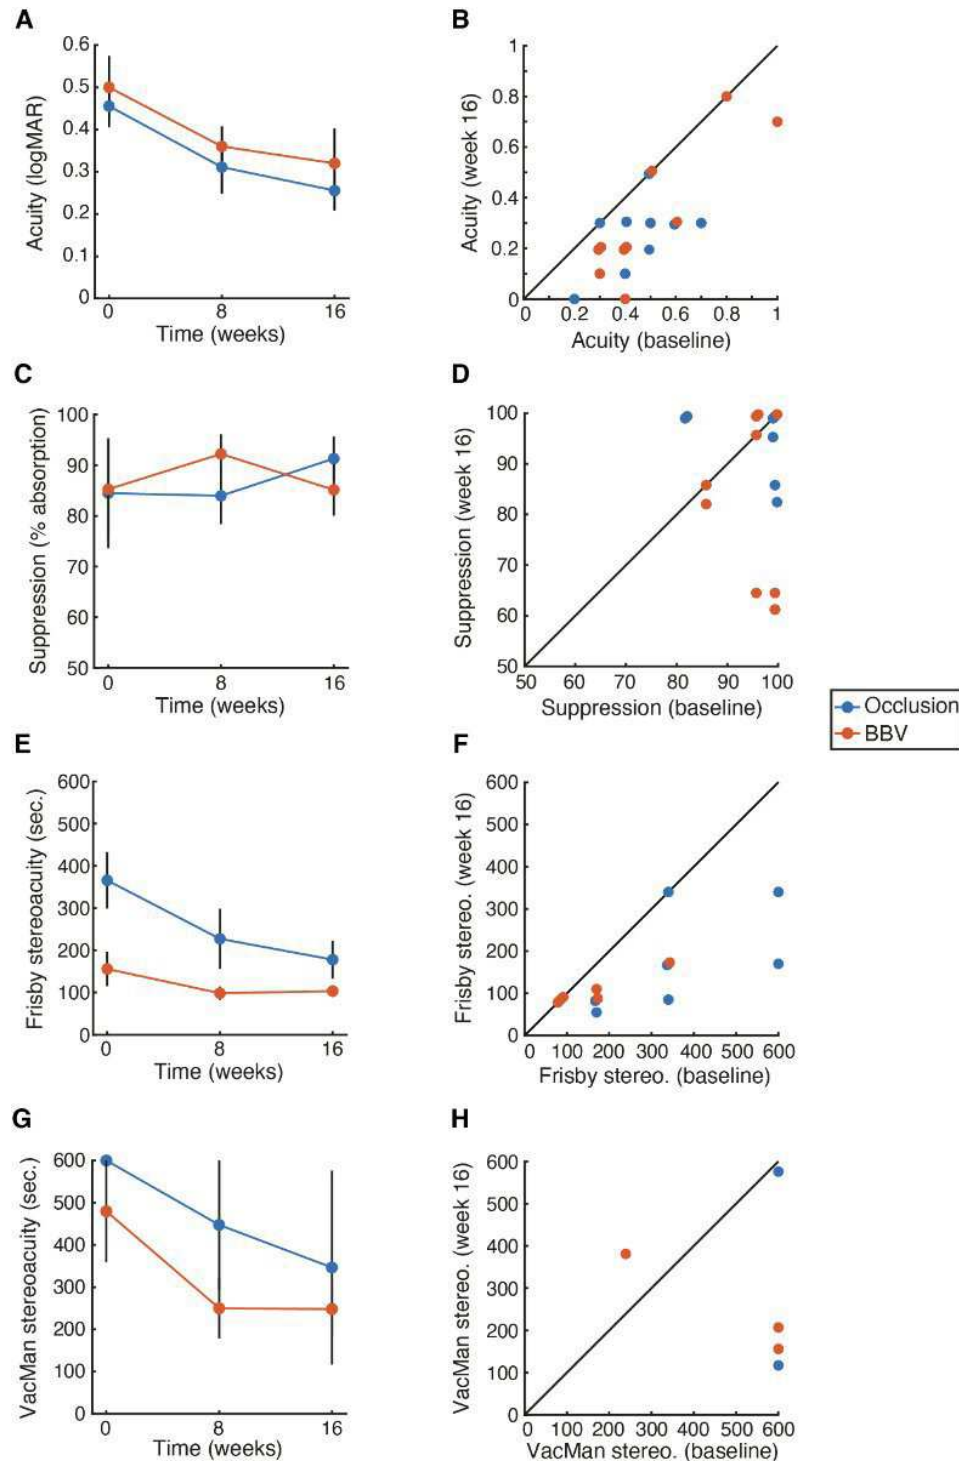 A
Acuity (logMAR)
0.6
0.5
0.4
0.3
0.2
0.1
0
0 8 16
Time (weeks)
B
Acuity (week 16)
1
0.8
0.6
0.4
0.2
0
0 0.2 0.4 0.6 0.8 1
Acuity (baseline)
C
Suppression (% absorption)
100
90
80
70
60
50
0 8 16
Time (weeks)
D
Suppression (week 16)
100
90
80
70
60
50
50 60 70 80 90 100
Suppression (baseline)
Occlusion
BBV
E
Frisby stereoacuity (sec.)
600
500
400
300
200
100
0
0 8 16
Time (weeks)
F
Frisby stereo. (week 16)
600
500
400
300
200
100
0
0 100 200 300 400 500 600
Frisby stereo. (baseline)
G
VacMan stereoacuity (sec.)
600
500
400
300
200
100
0
0 8 16
Time (weeks)
H
VacMan stereo. (week 16)
600
500
400
300
200
100
0
0 100 200 300 400 500 600
VacMan stereo. (baseline)